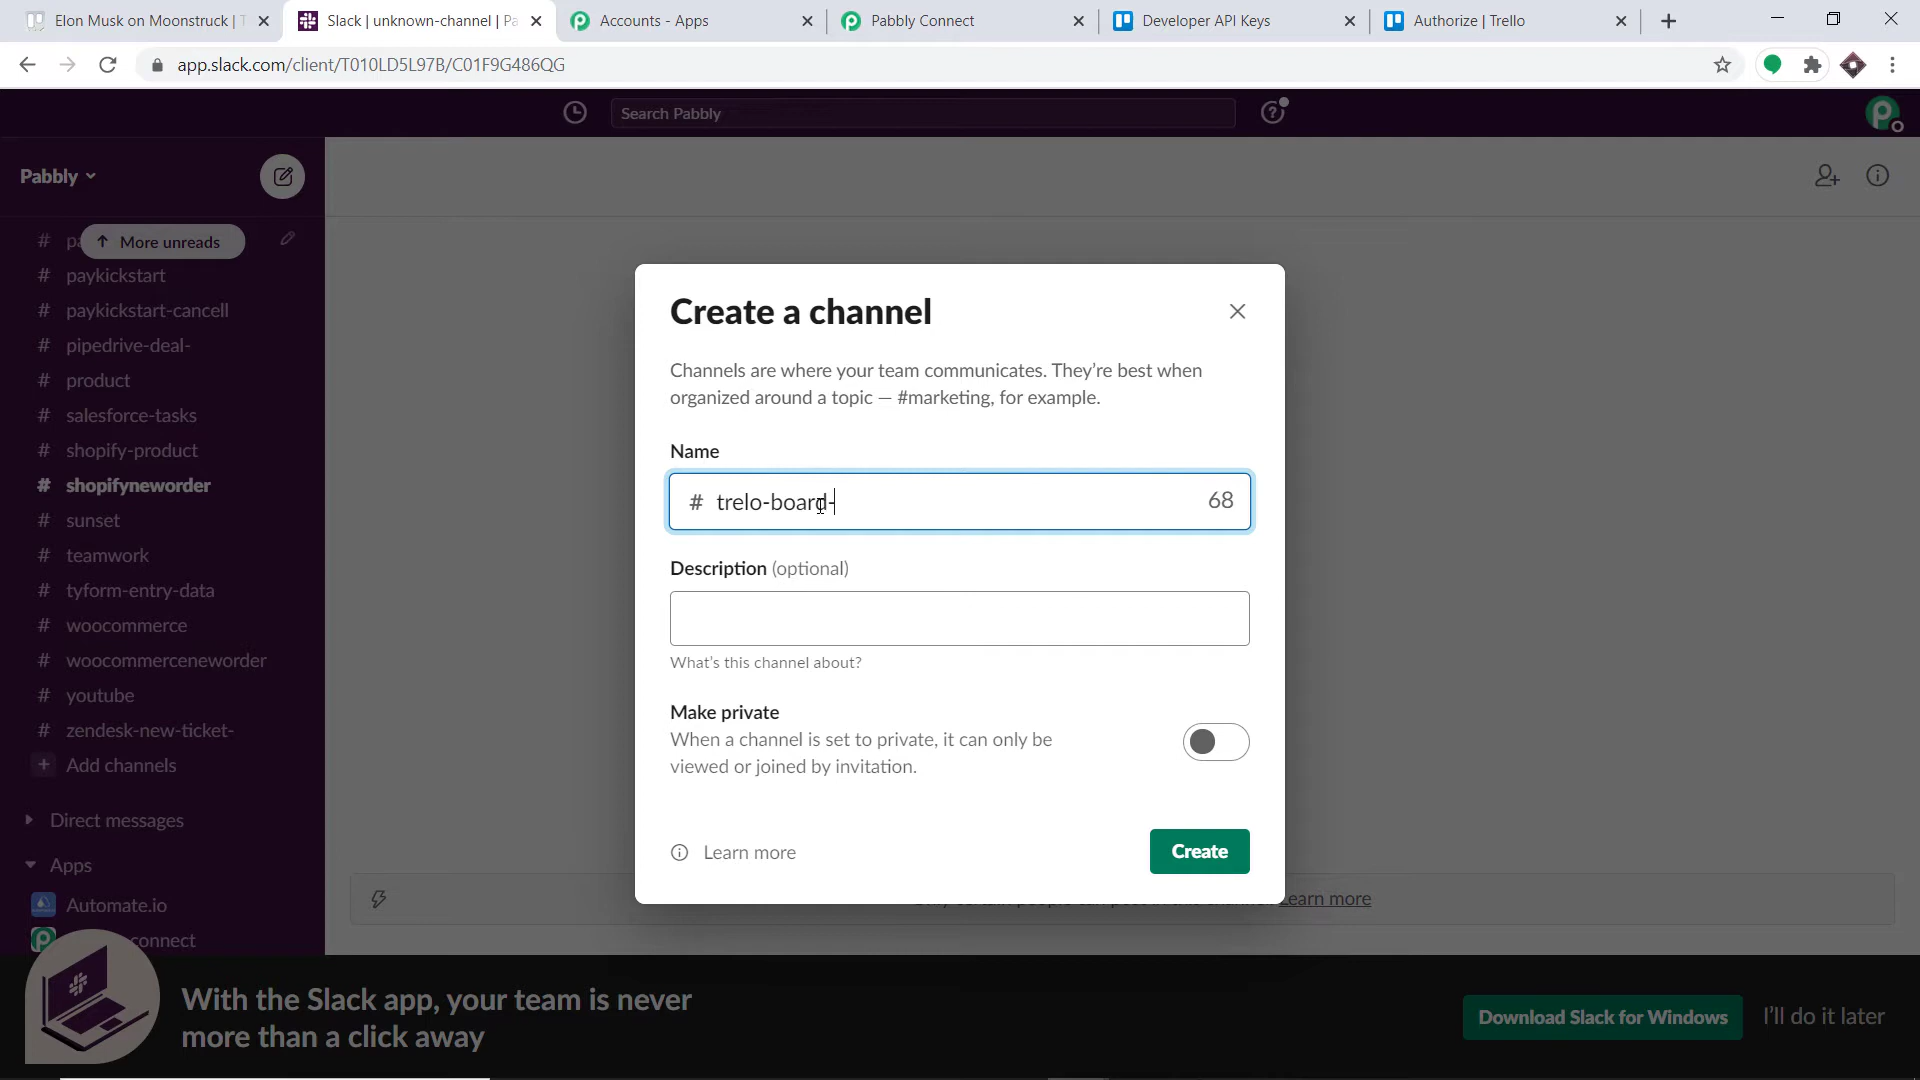 Elon Musk on Moonstruck | T
Slack | unknown-channel | Pa
Accounts - Apps
Pabbly Connect
Developer API Keys
Authorize | Trello
app.slack.com/client/T010LD5L97B/C01F9G486QG
Search Pabbly
Pabbly
# pa
More unreads
# paykickstart
# paykickstart-cancell
# pipedrive-deal-
# product
# salesforce-tasks
# shopify-product
# shopifyneworder
# sunset
# teamwork
# tyform-entry-data
# woocommerce
# woocommerceneworder
# youtube
# zendesk-new-ticket-
+ Add channels
Direct messages
Apps
Automate.io
connect
Create a channel
Channels are where your team communicates. They're best when
organized around a topic — #marketing, for example.
Name
# trelo-board-
68
Description (optional)
What's this channel about?
Make private
When a channel is set to private, it can only be
viewed or joined by invitation.
Learn more
Create
Learn more
With the Slack app, your team is never
more than a click away
Download Slack for Windows
I'll do it later